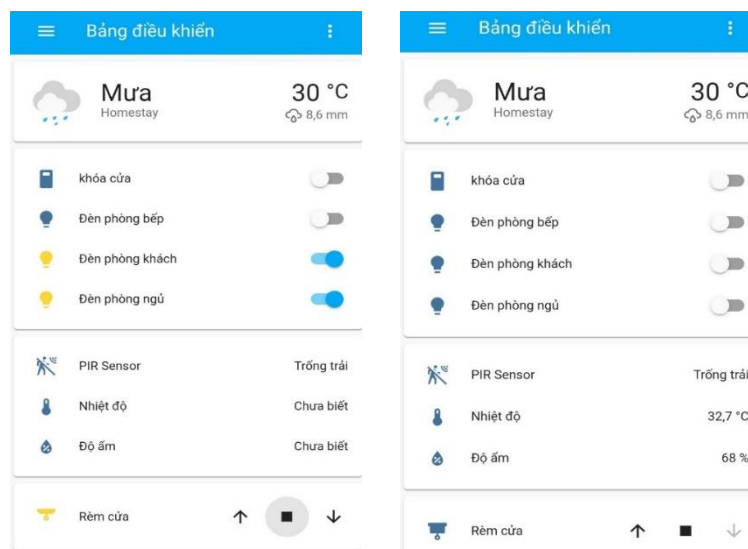 Bảng điều khiển
Mưa
30 °C
Homestay
8,6 mm
khóa cửa
Đèn phòng bếp
Đèn phòng khách
Đèn phòng ngủ
PIR Sensor
Trống trải
Nhiệt độ
Chưa biết
Độ ẩm
Chưa biết
Rèm cửa
Bảng điều khiển
Mưa
30 °C
Homestay
8,6 mm
khóa cửa
Đèn phòng bếp
Đèn phòng khách
Đèn phòng ngủ
PIR Sensor
Trống trải
Nhiệt độ
32,7 °C
Độ ẩm
68 %
Rèm cửa